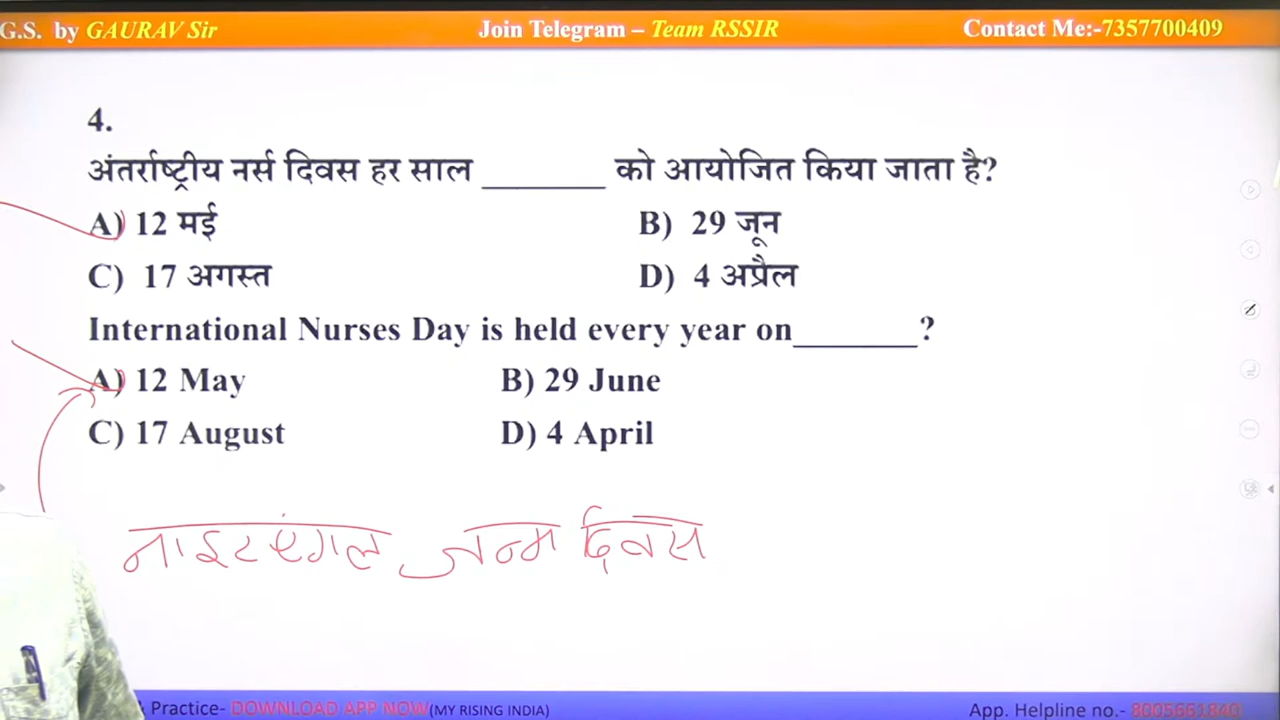 G.S. by GAURAV Sir Join Telegram – Team RSSIR Contact Me:-7357700409
4.
अंतर्राष्ट्रीय नर्स दिवस हर साल ________ को आयोजित किया जाता है?
A) 12 मई B) 29 जून
C) 17 अगस्त D) 4 अप्रैल
International Nurses Day is held every year on________?
A) 12 May B) 29 June
C) 17 August D) 4 April
नाइटएंगल जन्म दिवस
& Practice- DOWNLOAD APP NOW(MY RISING INDIA) App. Helpline no.- 8005661840